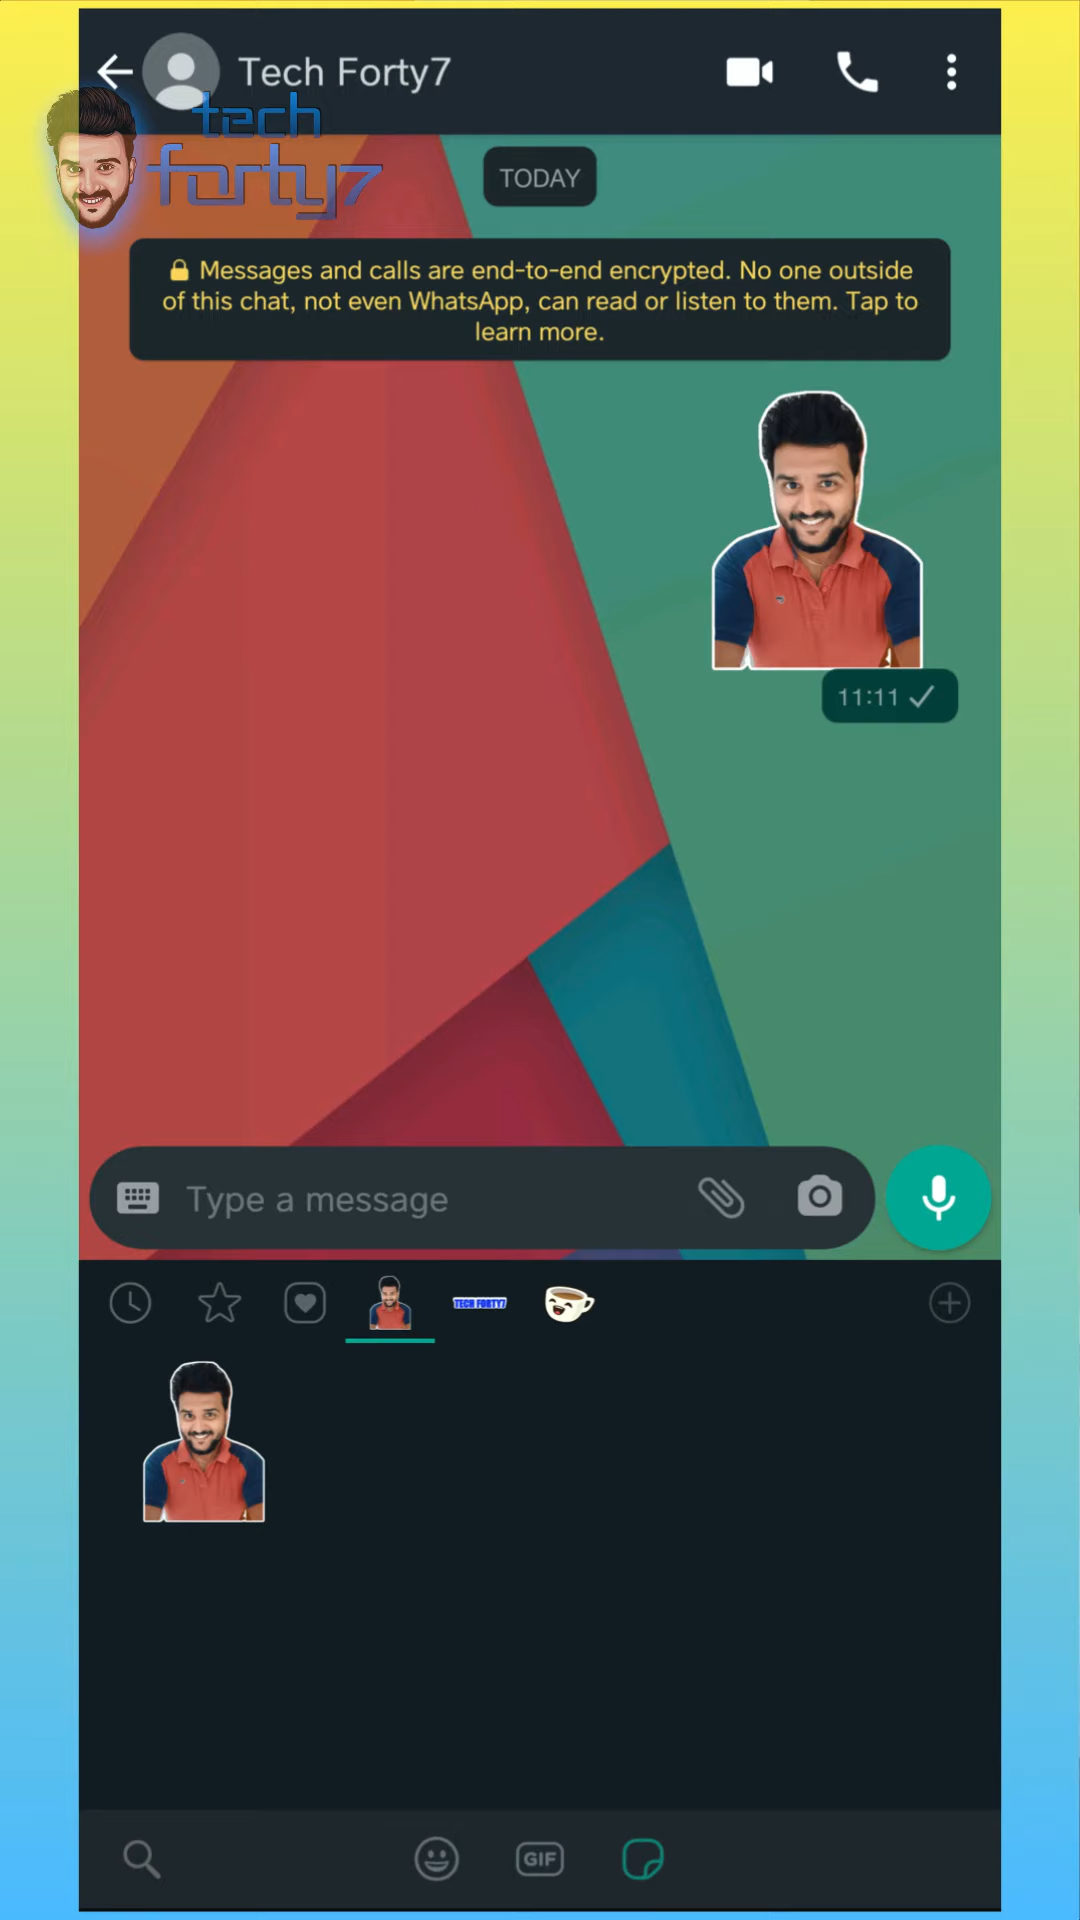 Tech Forty7
tech
forty7
TODAY
Messages and calls are end-to-end encrypted. No one outside
of this chat, not even WhatsApp, can read or listen to them. Tap to
learn more.
11:11
Type a message
TECH FORTY7
GIF